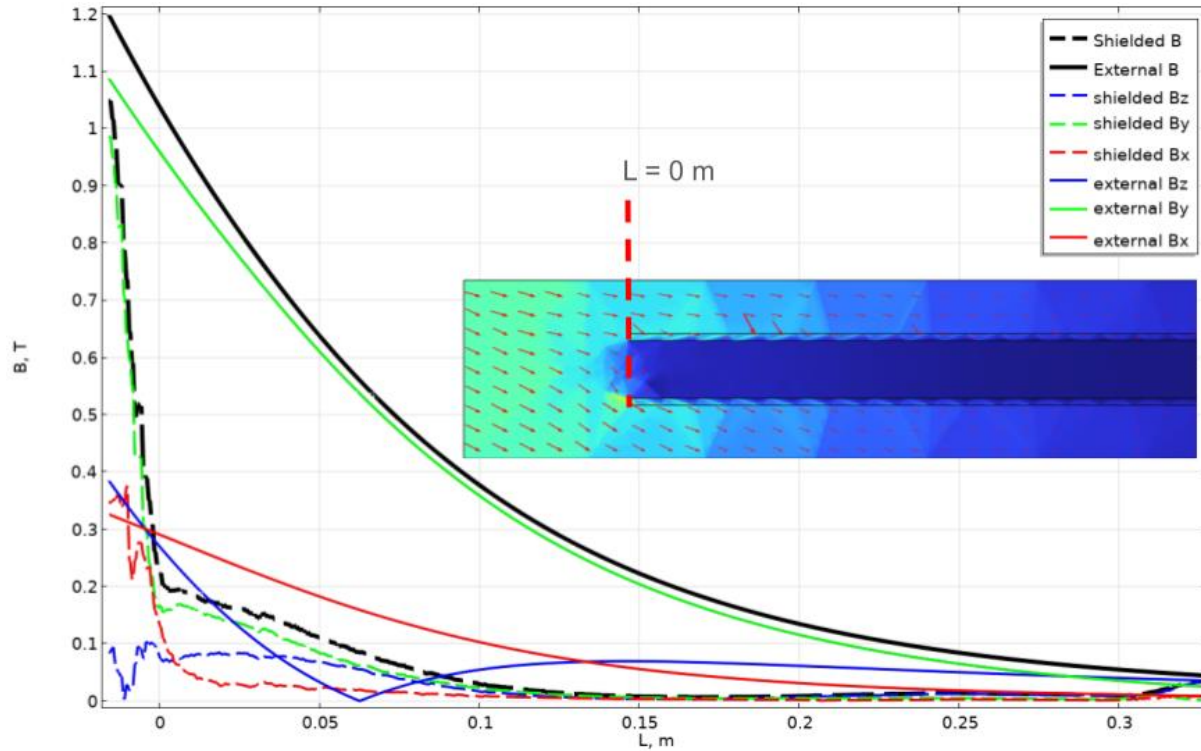 1.2
1.1
1
0.9
0.8
0.7
0.6
0.5
0.4
0.3
0.2
0.1
0
B, T
Shielded B
External B
shielded Bz
shielded By
shielded Bx
external Bz
external By
external Bx
L = 0 m
0
0.05
0.1
0.15
0.2
0.25
0.3
L, m